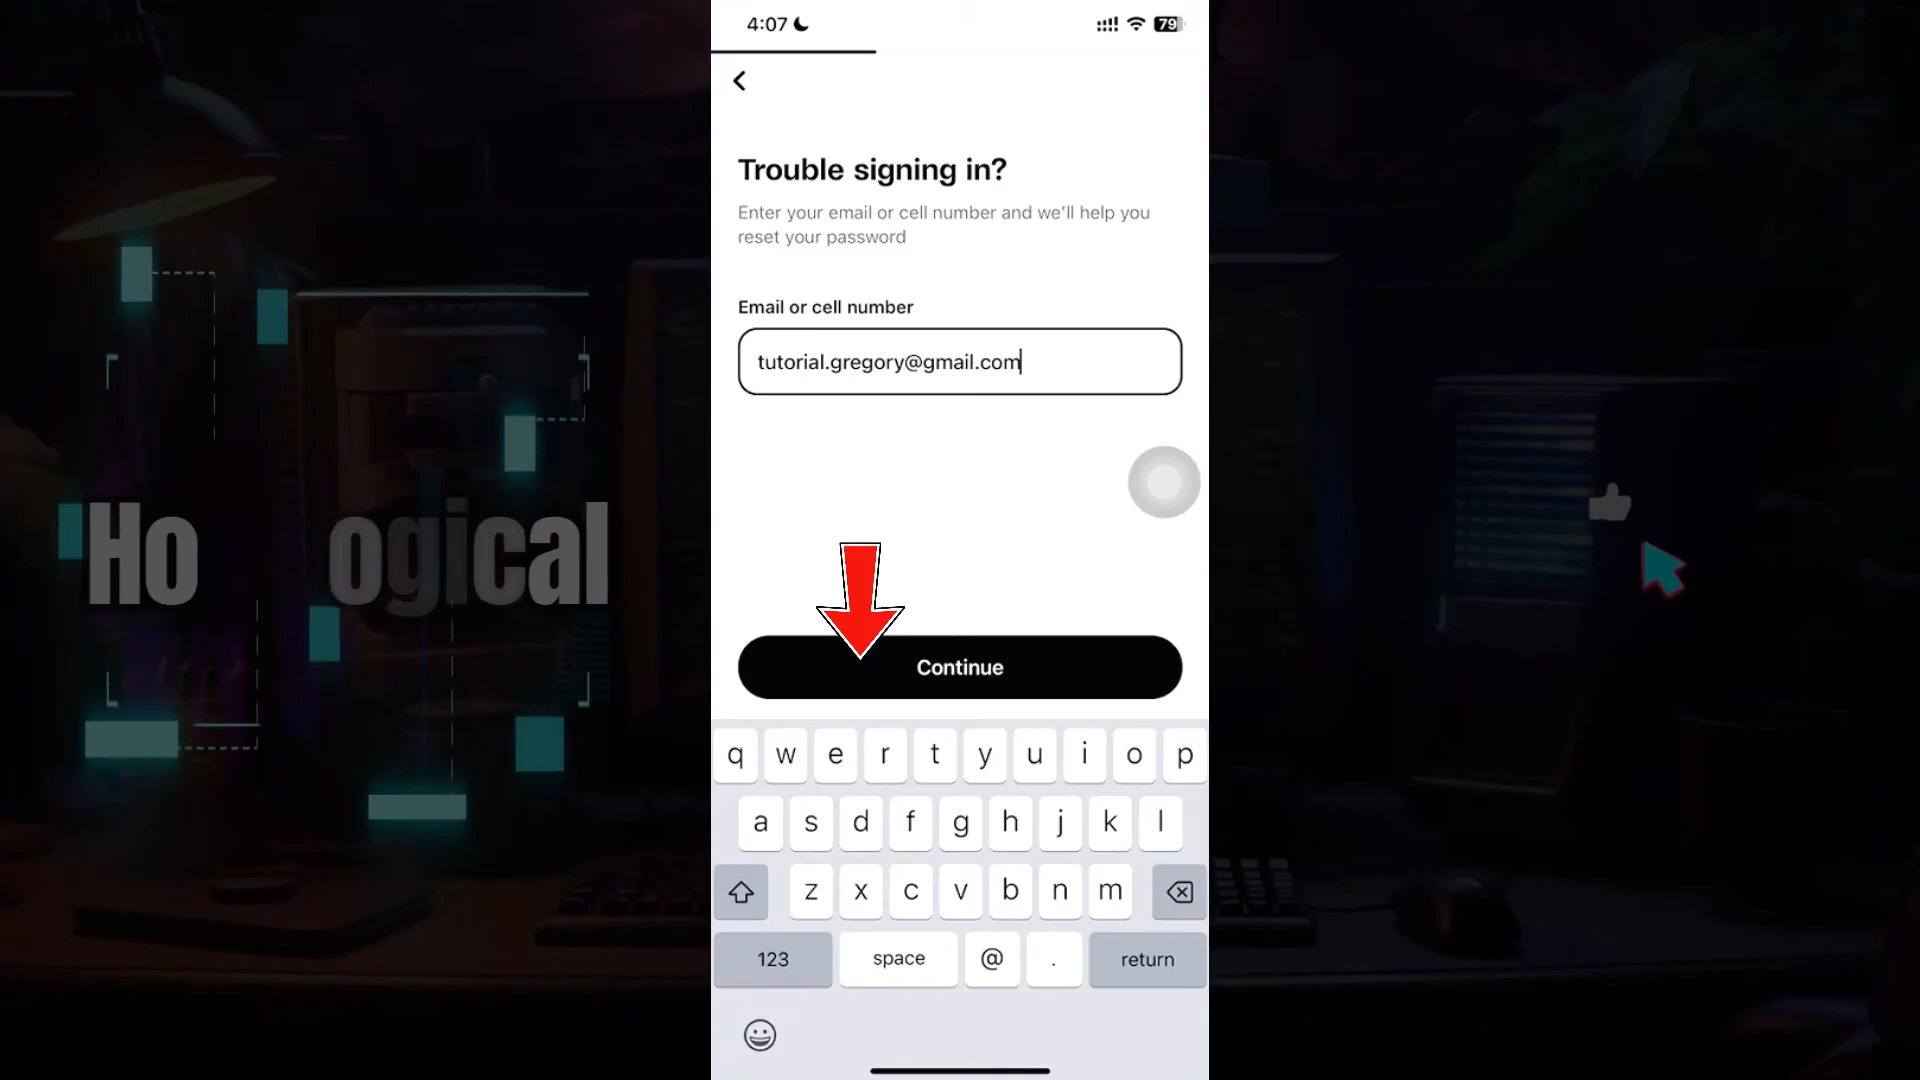 4:07
79
Trouble signing in?
Enter your email or cell number and we'll help you
reset your password
Email or cell number
tutorial.gregory@gmail.com
Ho ogical
Continue
q w e r t y u i o p
a s d f g h j k l
z x c v b n m
123 space @ . return